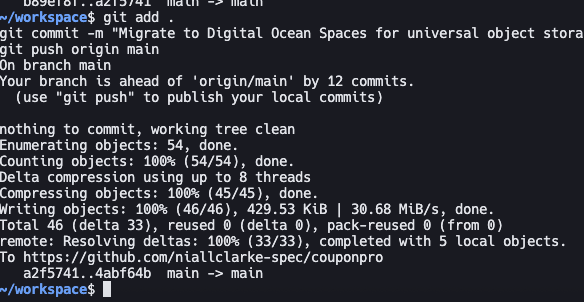 b89ef8f..a2f5741  main -> main
~/workspace$ git add .
git commit -m "Migrate to Digital Ocean Spaces for universal object stora
git push origin main
On branch main
Your branch is ahead of 'origin/main' by 12 commits.
  (use "git push" to publish your local commits)

nothing to commit, working tree clean
Enumerating objects: 54, done.
Counting objects: 100% (54/54), done.
Delta compression using up to 8 threads
Compressing objects: 100% (45/45), done.
Writing objects: 100% (46/46), 429.53 KiB | 30.68 MiB/s, done.
Total 46 (delta 33), reused 0 (delta 0), pack-reused 0 (from 0)
remote: Resolving deltas: 100% (33/33), completed with 5 local objects.
To https://github.com/niallclarke-spec/couponpro
   a2f5741..4abf64b  main -> main
~/workspace$